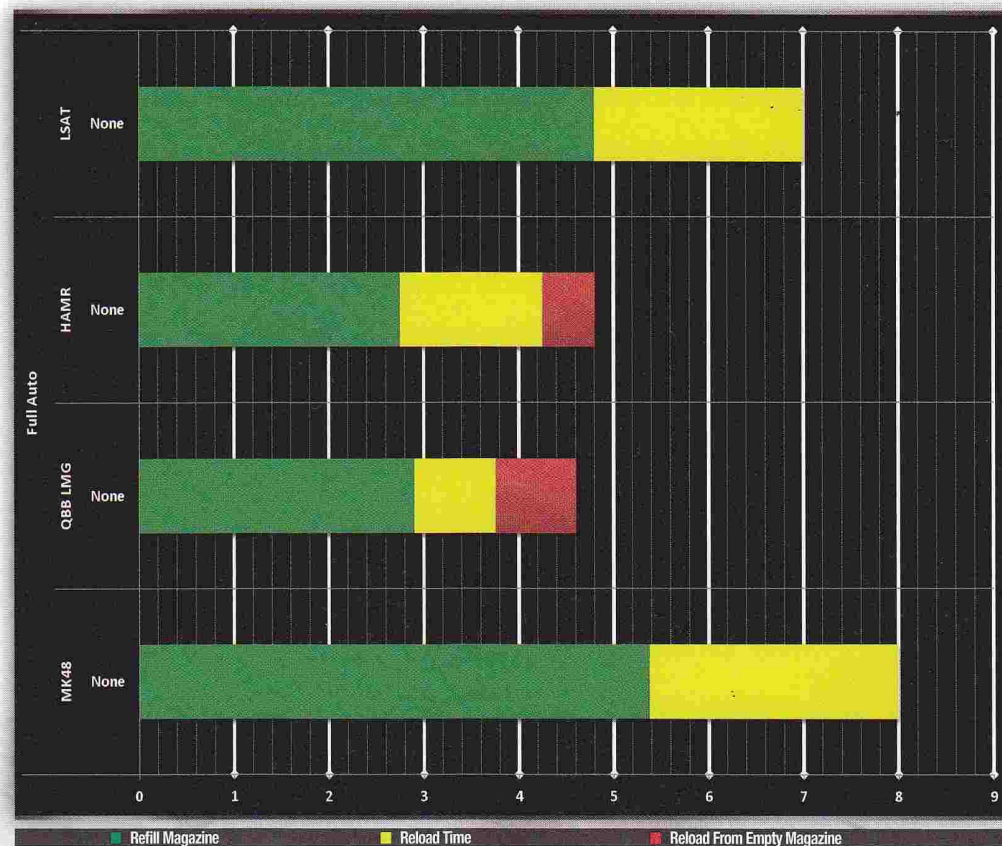 Full Auto
LSAT
None
HAMR
None
QBB LMG
None
MK48
None
0 1 2 3 4 5 6 7 8 9
Refill Magazine Reload Time Reload From Empty Magazine